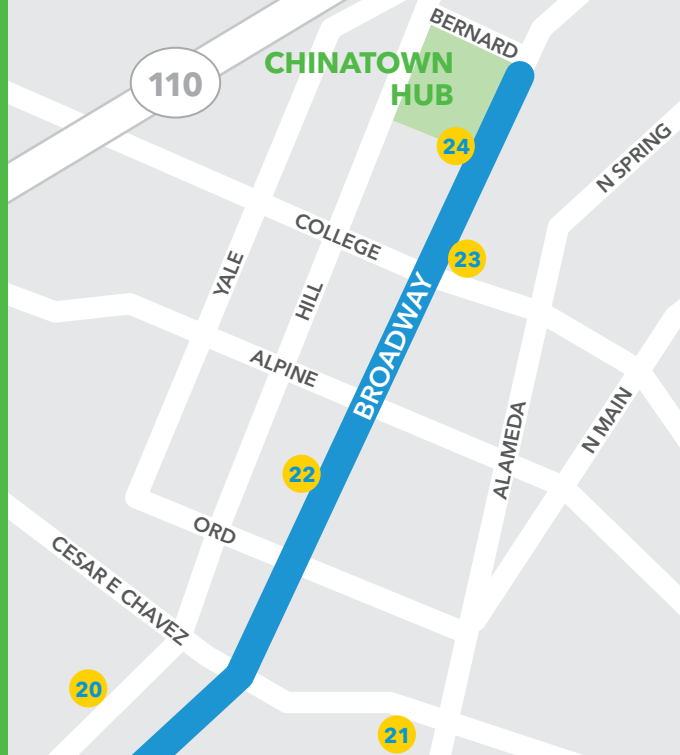 BERNARD
CHINATOWN
HUB
110
24
N SPRING
COLLEGE
23
YALE
HILL
BROADWAY
ALPINE
ALAMEDA
N MAIN
22
ORD
CESAR E CHAVEZ
20
21